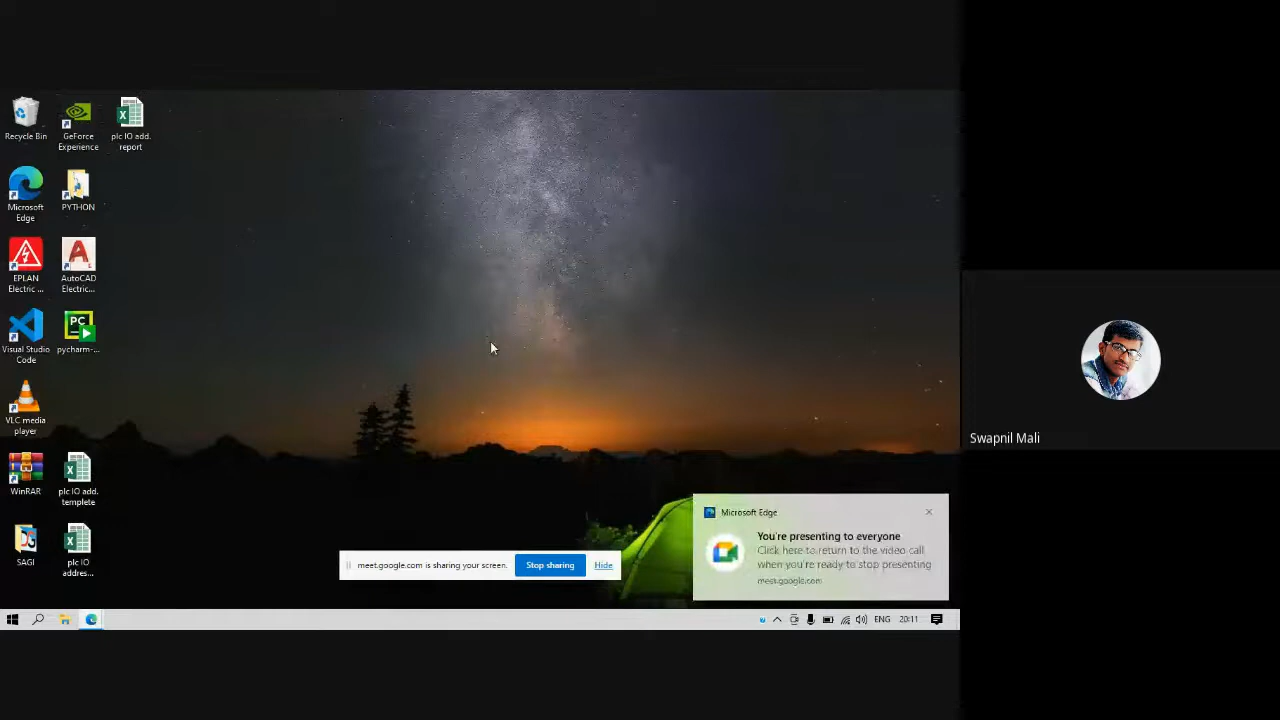 Recycle Bin
GeForce
Experience
plc IO add.
report
Microsoft
Edge
PYTHON
EPLAN
Electric ...
AutoCAD
Electric...
Visual Studio
Code
PC
pycharm-...
VLC media
player
WinRAR
plc IO add.
templete
SAGI
plc IO
addres...
meet.google.com is sharing your screen.
Stop sharing
Hide
Microsoft Edge
You're presenting to everyone
Click here to return to the video call
when you're ready to stop presenting
meet.google.com
ENG
20:11
Swapnil Mali